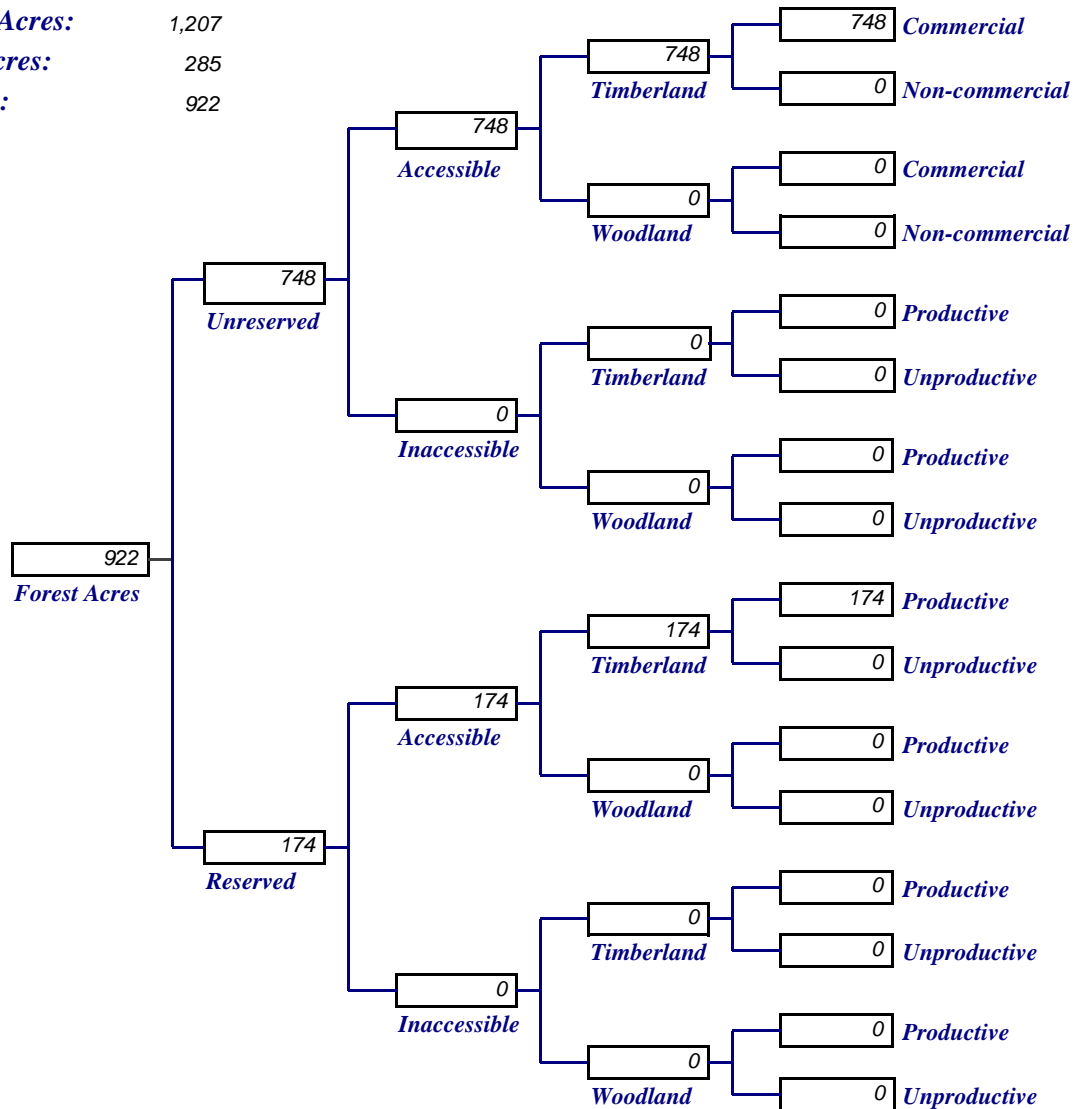 Acres: 1,207
285
: 922
748 Commercial
748
Timberland
0 Non-commercial
748
Accessible
0 Commercial
0
Woodland
0 Non-commercial
748
Unreserved
0 Productive
0
Timberland
0 Unproductive
0
Inaccessible
0 Productive
0
Woodland
0 Unproductive
922
Forest Acres
174 Productive
174
Timberland
0 Unproductive
174
Accessible
0 Productive
0
Woodland
0 Unproductive
174
Reserved
0 Productive
0
Timberland
0 Unproductive
0
Inaccessible
0 Productive
0
Woodland
0 Unproductive